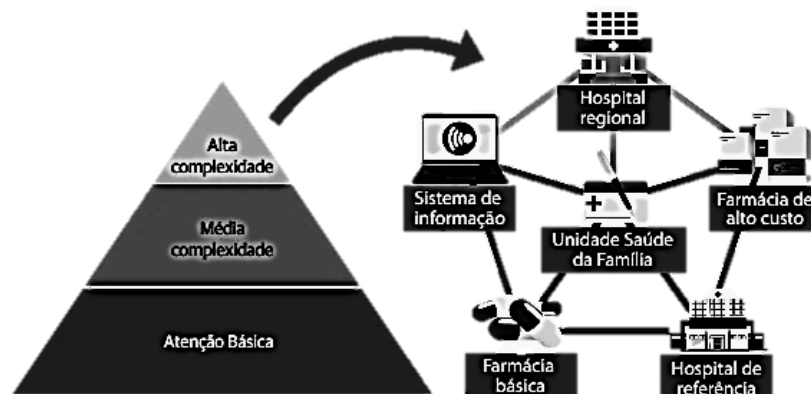 Alta
complexidade
Média
complexidade
Atenção Básica
Hospital
regional
Sistema de
informação
Farmácia de
alto custo
Unidade Saúde
da Família
Farmácia
básica
Hospital de
referência